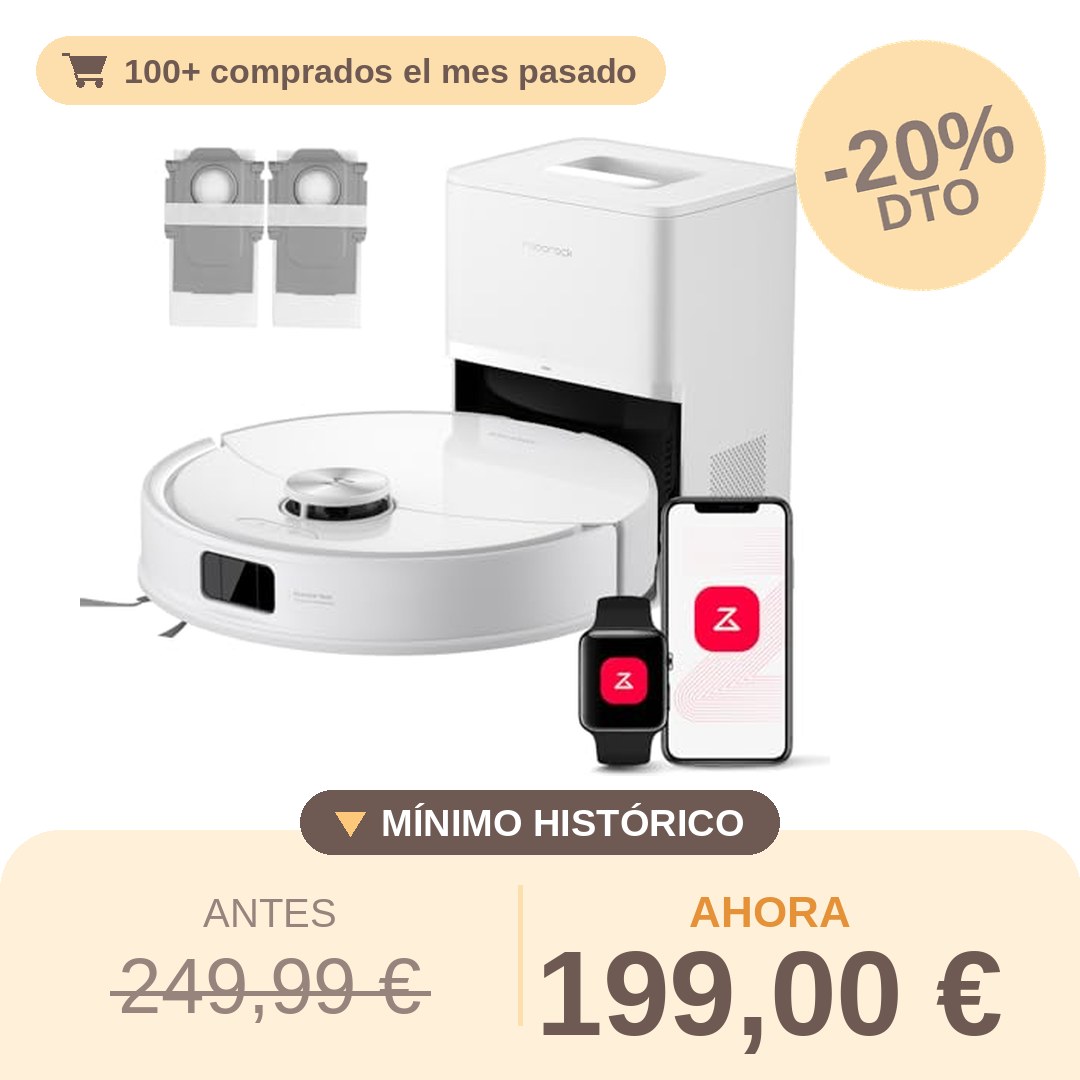 100+ comprados el mes pasado
-20%
DTO
MÍNIMO HISTÓRICO
ANTES
249,99 €
AHORA
199,00 €